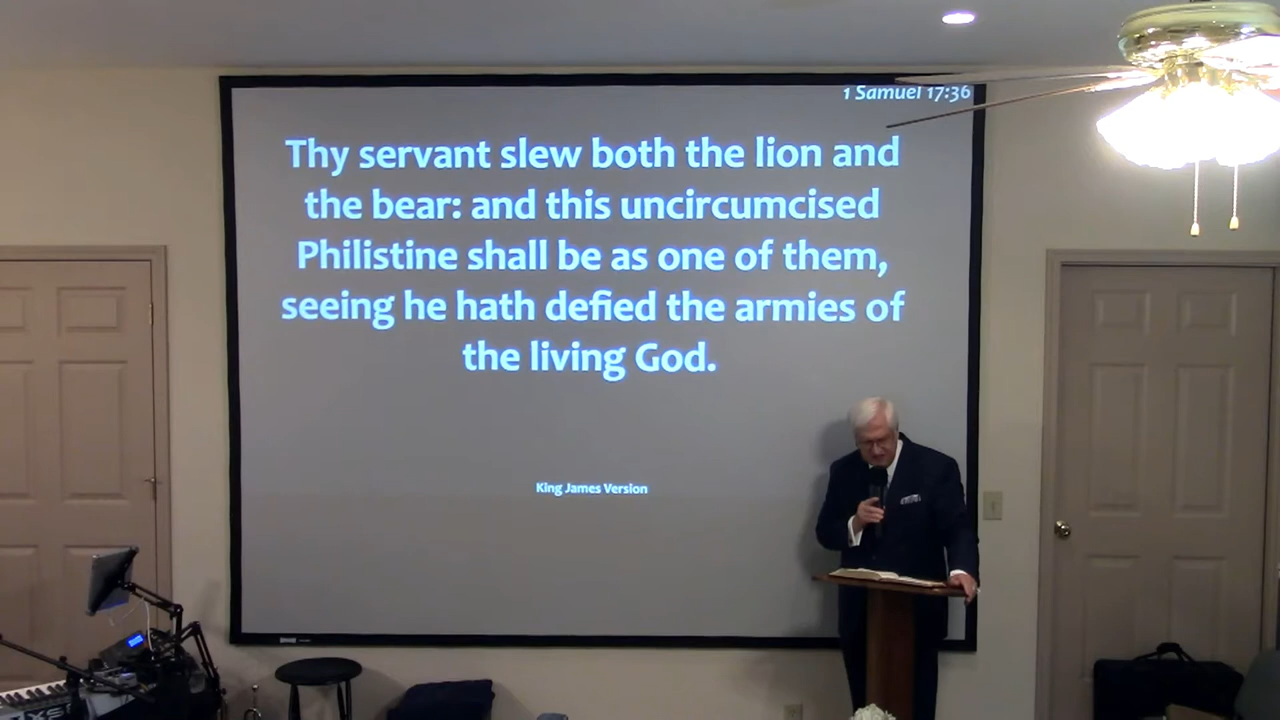 1 Samuel 17:36
Thy servant slew both the lion and
the bear: and this uncircumcised
Philistine shall be as one of them,
seeing he hath defied the armies of
the living God.
King James Version